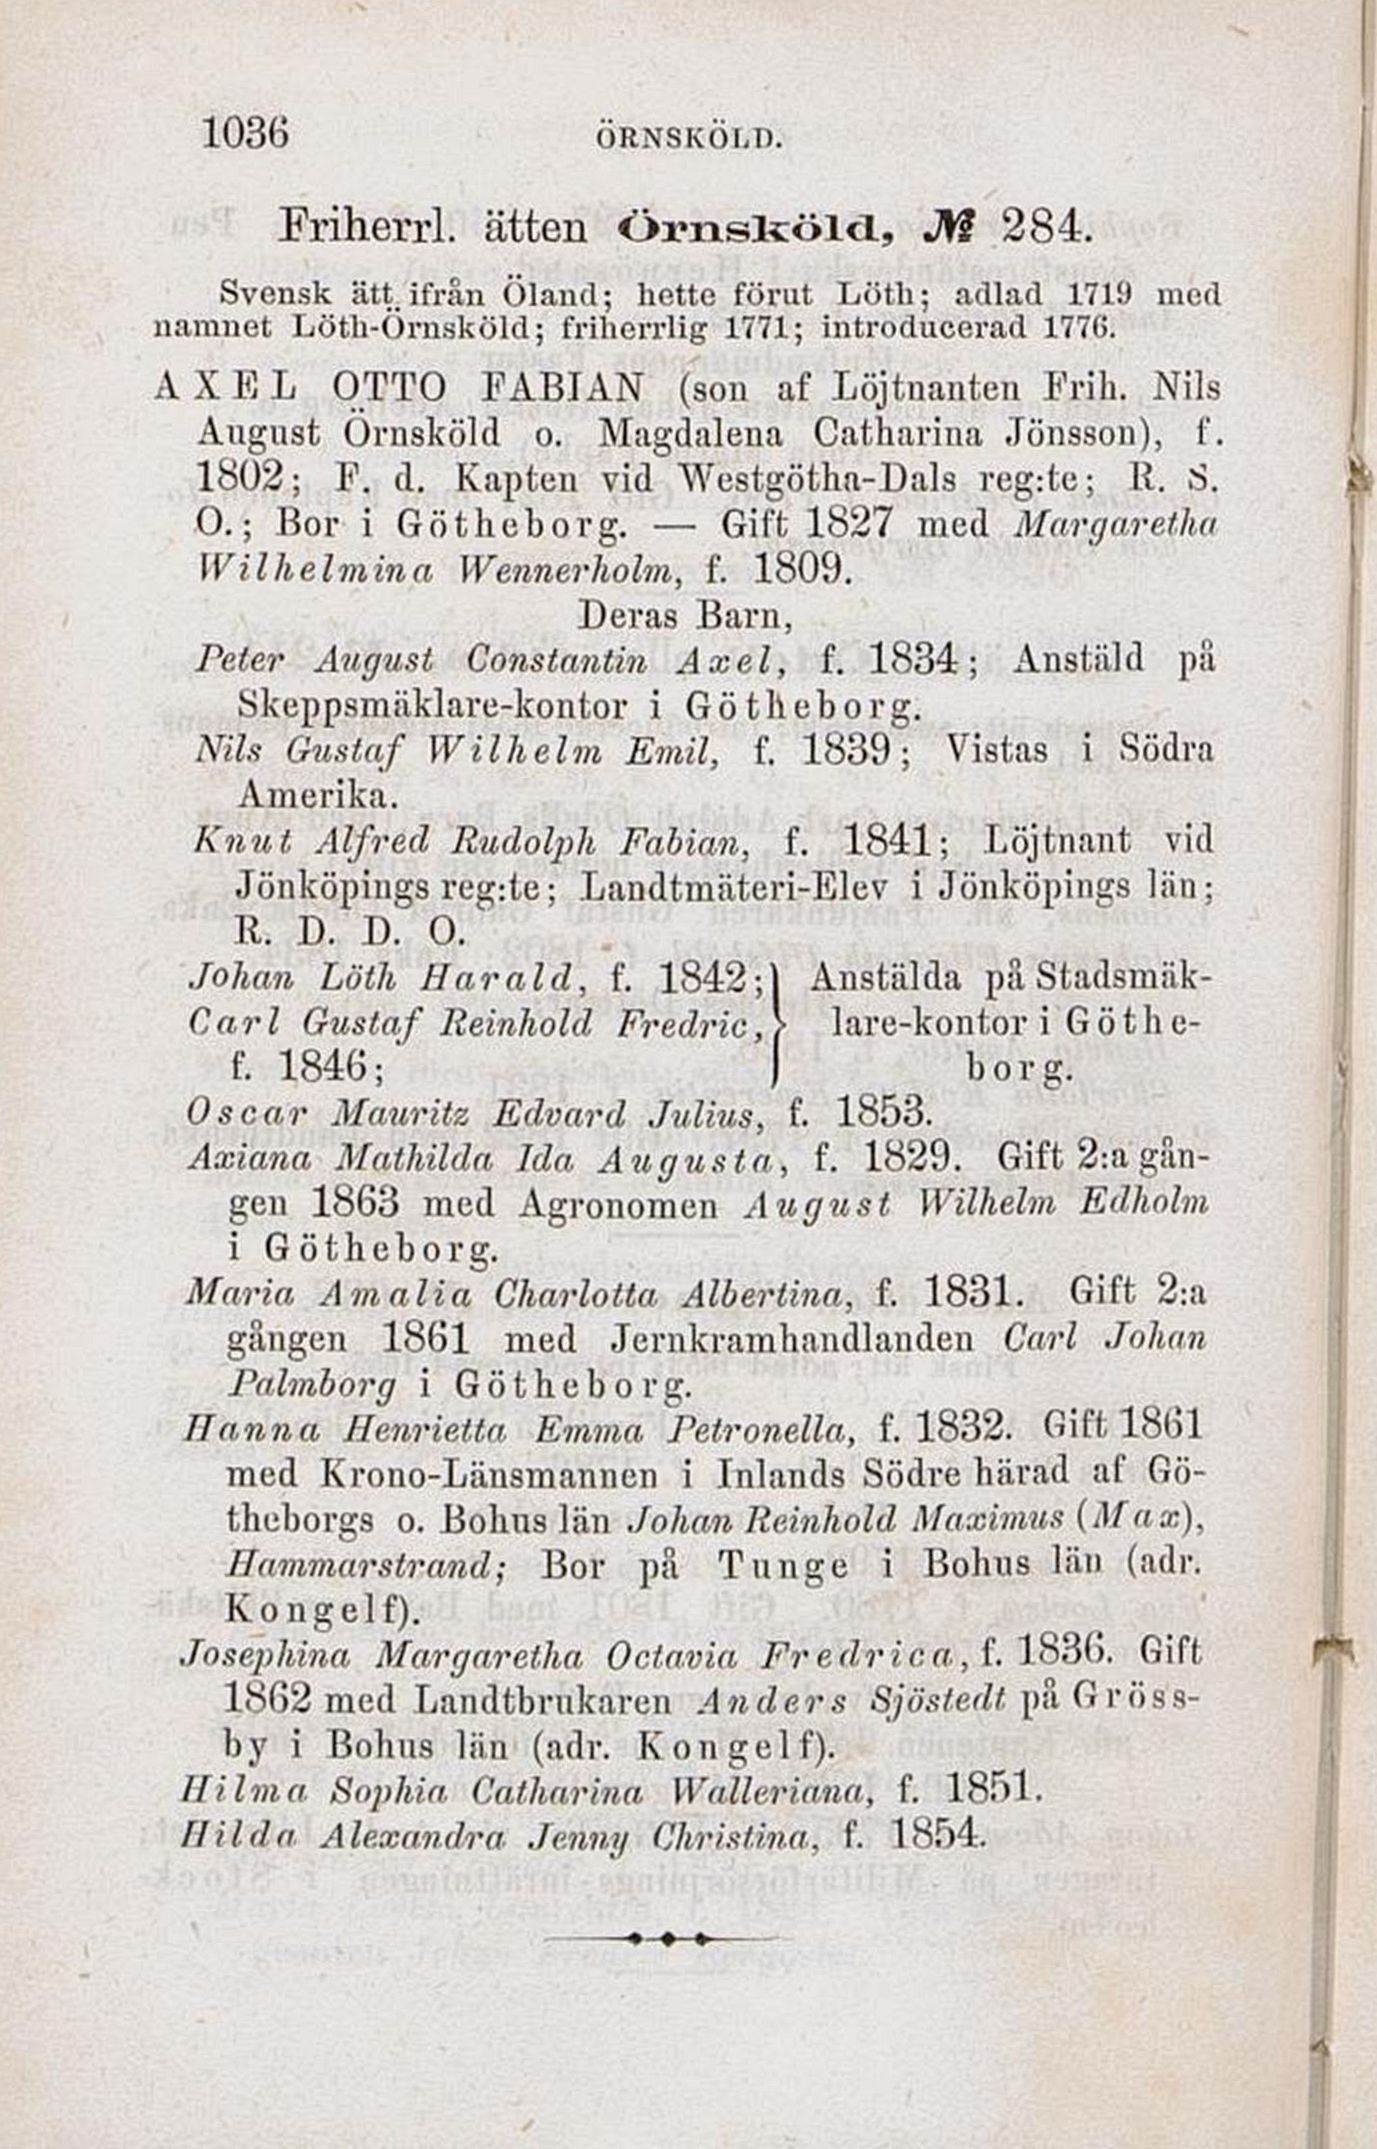 1036 ÖRNSKÖLD.
Friherrl. ätten Örnsköld, № 284.
Svensk ätt ifrån Öland; hette förut Löth; adlad 1719 med
namnet Löth-Örnsköld; friherrlig 1771; introducerad 1776.
AXEL OTTO FABIAN (son af Löjtnanten Frih. Nils
August Örnsköld o. Magdalena Catharina Jönsson), f.
1802; F. d. Kapten vid Westgötha-Dals reg:te; R. S.
O.; Bor i Götheborg. — Gift 1827 med Margaretha
Wilhelmina Wennerholm, f. 1809.
Deras Barn,
Peter August Constantin Axel, f. 1834; Anstäld på
Skeppsmäklare-kontor i Götheborg.
Nils Gustaf Wilhelm Emil, f. 1839; Vistas i Södra
Amerika.
Knut Alfred Rudolph Fabian, f. 1841; Löjtnant vid
Jönköpings reg:te; Landtmäteri-Elev i Jönköpings län;
R. D. D. O.
Johan Löth Harald, f. 1842;} Anstälda på Stadsmäk-
Carl Gustaf Reinhold Fredric, lare-kontor i Göthe-
f. 1846; borg.
Oscar Mauritz Edvard Julius, f. 1853.
Axiana Mathilda Ida Augusta, f. 1829. Gift 2:a gån-
gen 1863 med Agronomen August Wilhelm Edholm
i Götheborg.
Maria Amalia Charlotta Albertina, f. 1831. Gift 2:a
gången 1861 med Jernkramhandlanden Carl Johan
Palmborg i Götheborg.
Hanna Henrietta Emma Petronella, f. 1832. Gift 1861
med Krono-Länsmannen i Inlands Södre härad af Gö-
theborgs o. Bohus län Johan Reinhold Maximus (Max),
Hammarstrand; Bor på Tunge i Bohus län (adr.
Kongelf).
Josephina Margaretha Octavia Fredrica, f. 1836. Gift
1862 med Landtbrukaren Anders Sjöstedt på Gröss-
by i Bohus län (adr. Kongelf).
Hilma Sophia Catharina Walleriana, f. 1851.
Hilda Alexandra Jenny Christina, f. 1854.